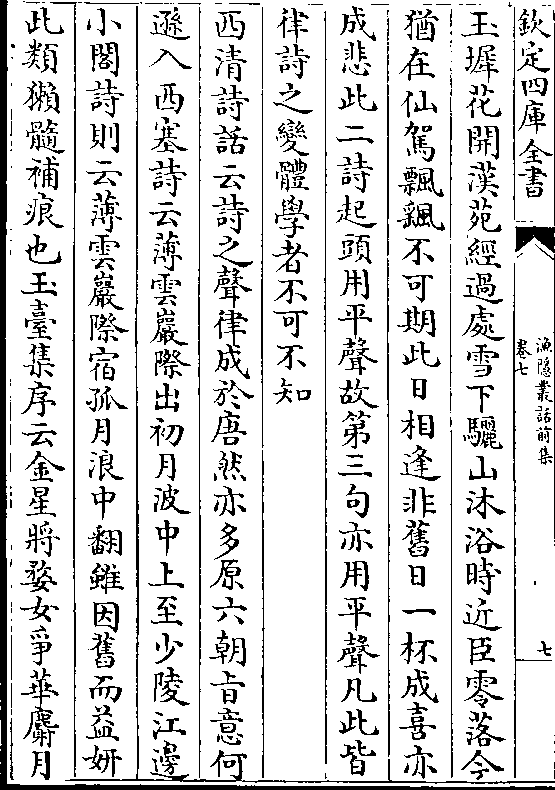 欽定四庫全書
漁隱叢話前集
卷七
七
玉墀花開漢苑經過處雪下驪山沐浴時近臣零落今
猶在仙駕飄颻不可期此日相逢非舊日一杯成喜亦
成悲此二詩起頭用平聲故第三句亦用平聲凡此皆
律詩之變體學者不可不知
西清詩話云詩之聲律成於唐然亦多原六朝旨意何
遜入西塞詩云薄雲巖際出初月波中上至少陵江邊
小閣詩則云薄雲巖際宿孤月浪中翻雖因舊而益妍
此類獺髓補痕也玉臺集序云金星將婺女爭華麝月